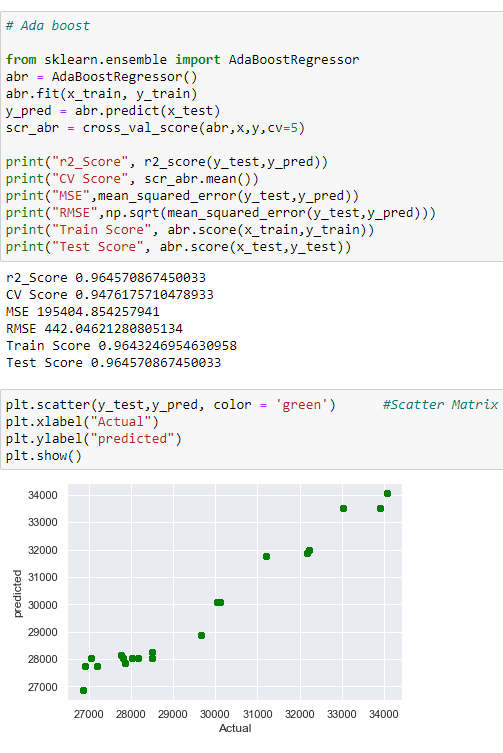 # Ada boost
from sklearn.ensemble import AdaBoostRegressor
abr = AdaBoostRegressor()
abr.fit(x_train, y_train)
y_pred = abr.predict(x_test)
scr_abr = cross_val_score(abr,x,y,cv=5)
print("r2_Score", r2_score(y_test,y_pred))
print("CV Score", scr_abr.mean())
print("MSE",mean_squared_error(y_test,y_pred))
print("RMSE",np.sqrt(mean_squared_error(y_test,y_pred)))
print("Train Score", abr.score(x_train,y_train))
print("Test Score", abr.score(x_test,y_test))
r2_Score 0.964570867450033
CV Score 0.9476175710478933
MSE 195404.854257941
RMSE 442.04621280805134
Train Score 0.9643246954630958
Test Score 0.964570867450033
plt.scatter(y_test,y_pred, color = 'green')      #Scatter Matrix
plt.xlabel("Actual")
plt.ylabel("predicted")
plt.show()
34000
33000
32000
31000
30000
29000
28000
27000
predicted
27000 28000 29000 30000 31000 32000 33000 34000
Actual